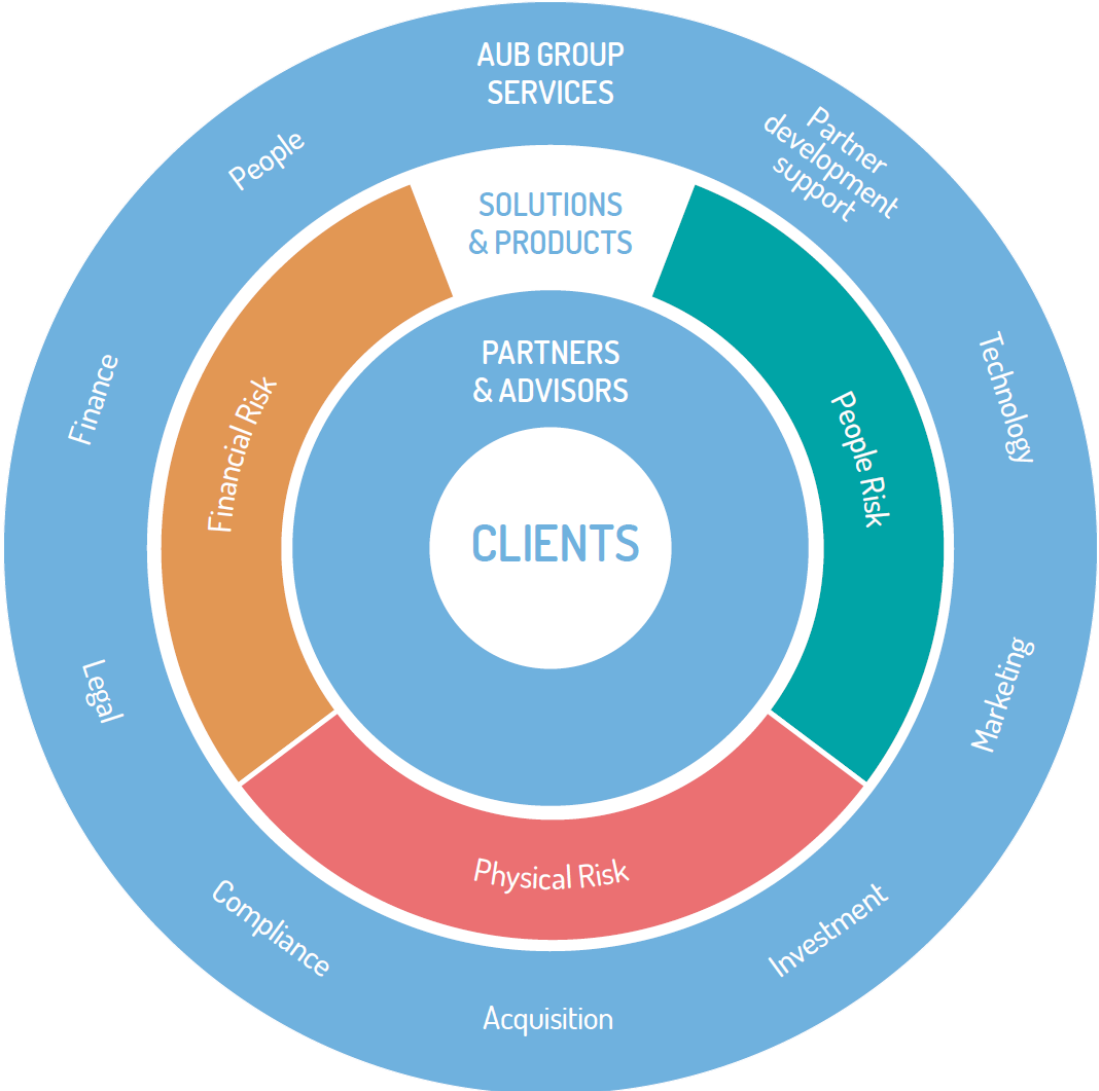 AUB GROUP
SERVICES
Partner
development
support
Technology
Marketing
Investment
Acquisition
Compliance
Legal
Finance
People
SOLUTIONS
& PRODUCTS
People Risk
Physical Risk
Financial Risk
PARTNERS
& ADVISORS
CLIENTS